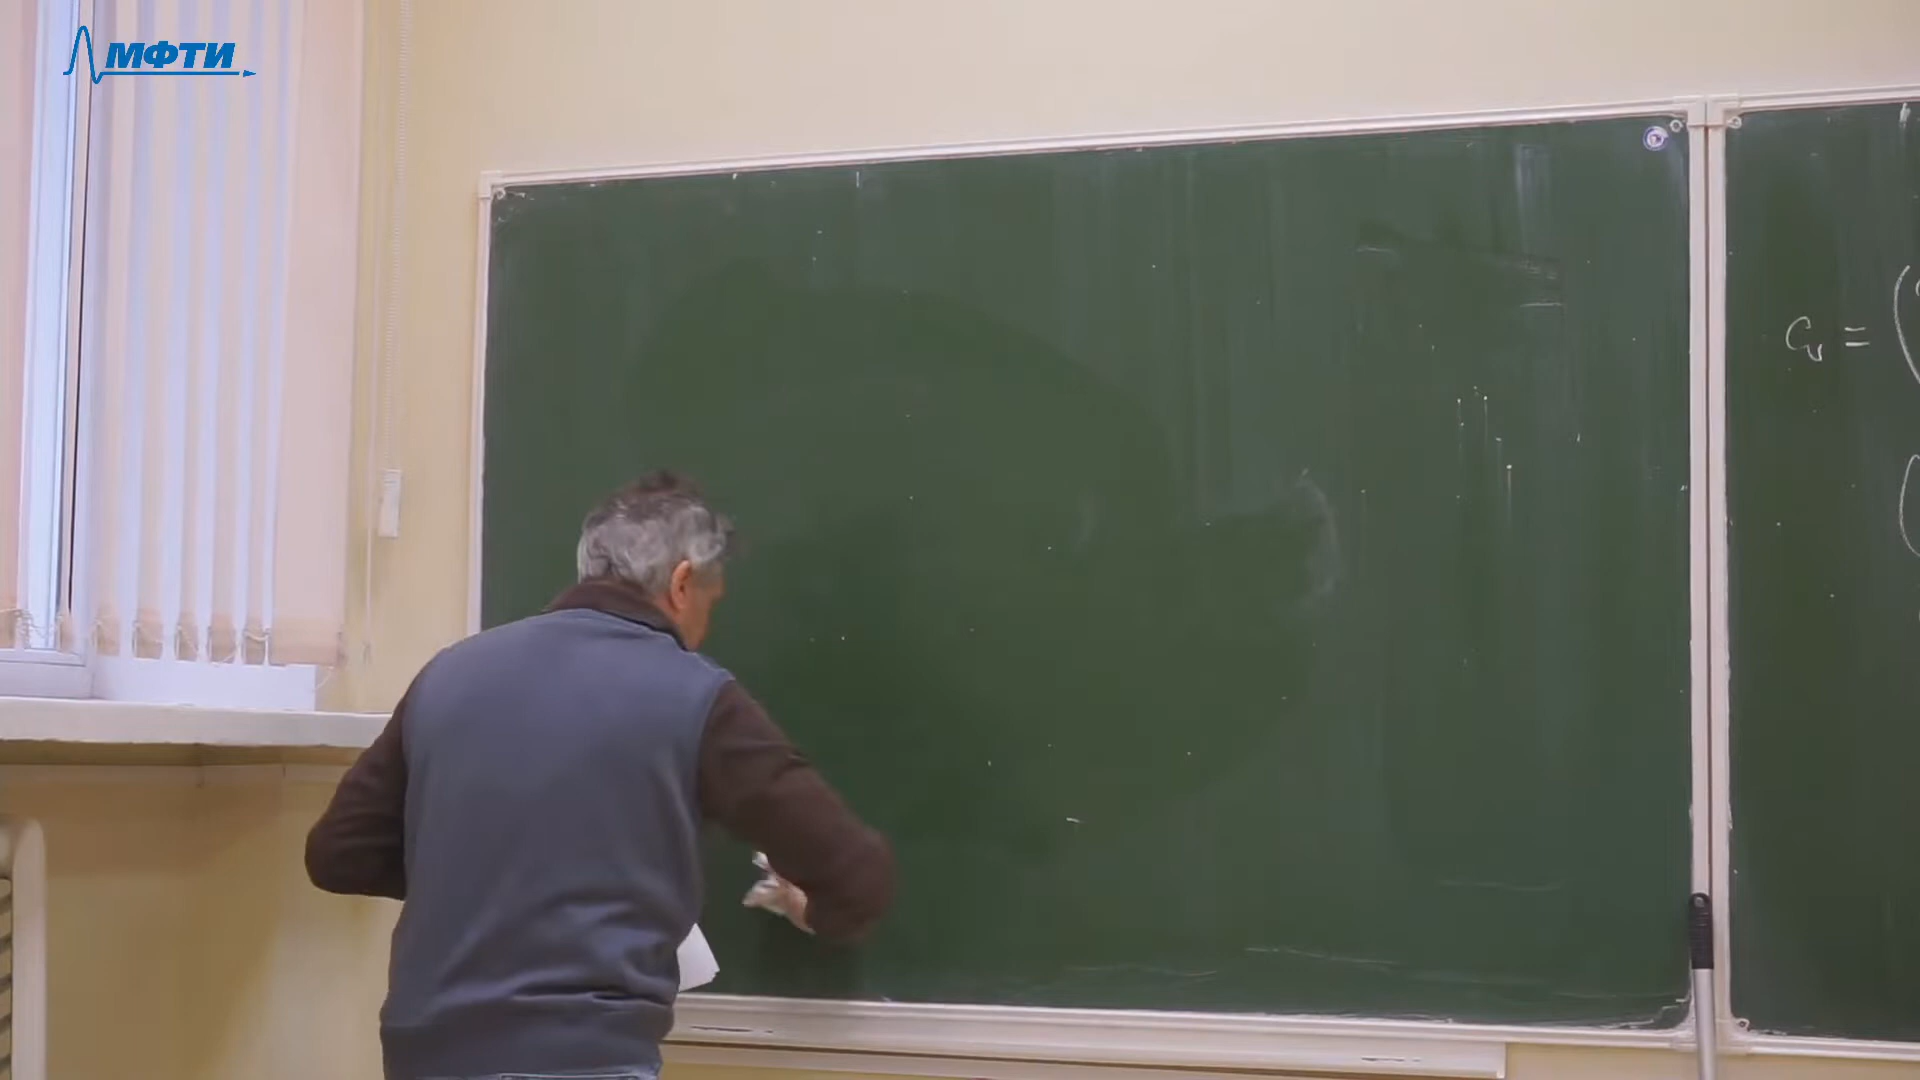 МФТИ
C_v = (
(